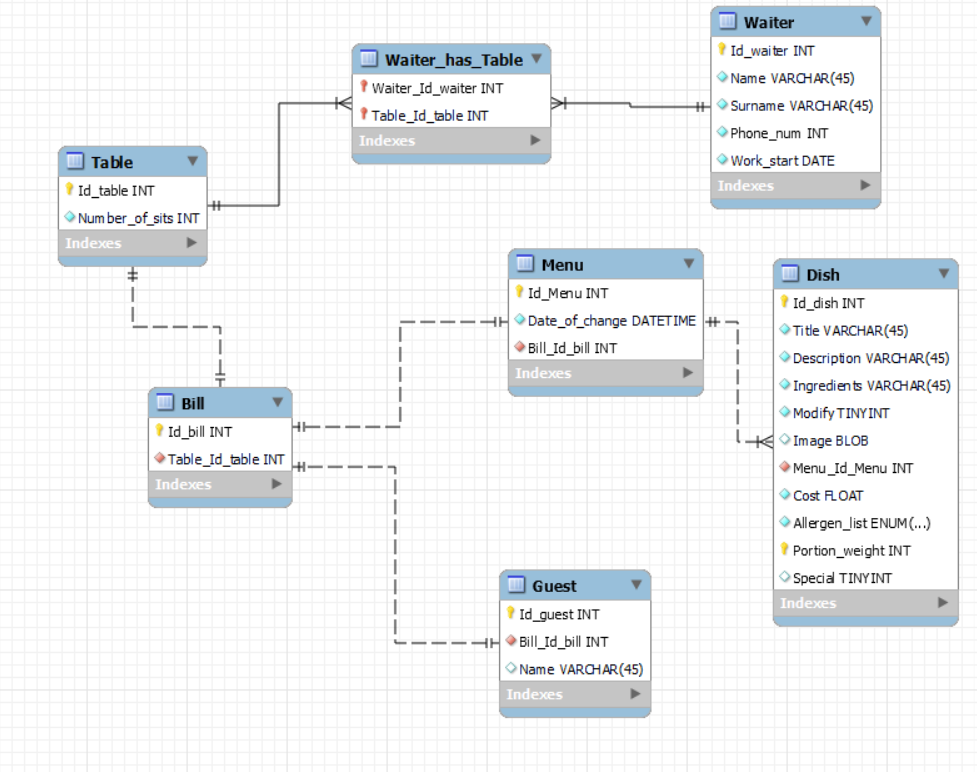 Waiter
Id_waiter INT
Name VARCHAR(45)
Surname VARCHAR(45)
Phone_num INT
Work_start DATE
Indexes
Waiter_has_Table
Waiter_Id_waiter INT
Table_Id_table INT
Indexes
Table
Id_table INT
Number_of_sits INT
Indexes
Menu
Id_Menu INT
Date_of_change DATETIME
Bill_Id_bill INT
Indexes
Dish
Id_dish INT
Title VARCHAR(45)
Description VARCHAR(45)
Ingredients VARCHAR(45)
Modify TINYINT
Image BLOB
Menu_Id_Menu INT
Cost FLOAT
Allergen_list ENUM(...)
Portion_weight INT
Special TINYINT
Indexes
Bill
Id_bill INT
Table_Id_table INT
Indexes
Guest
Id_guest INT
Bill_Id_bill INT
Name VARCHAR(45)
Indexes